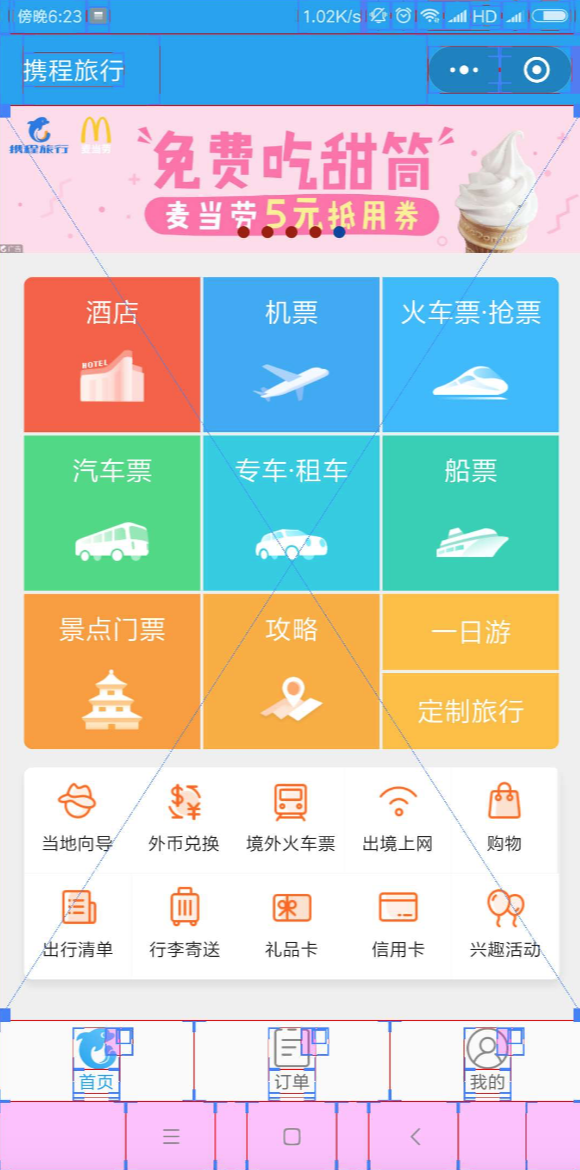 傍晚6:23 1.02K/s HD
携程旅行
携程旅行
免费吃甜筒
麦当劳5元抵用券
广告
酒店 机票 火车票·抢票
HOTEL
汽车票 专车·租车 船票
景点门票 攻略 一日游
定制旅行
当地向导 外币兑换 境外火车票 出境上网 购物
出行清单 行李寄送 礼品卡 信用卡 兴趣活动
首页 订单 我的